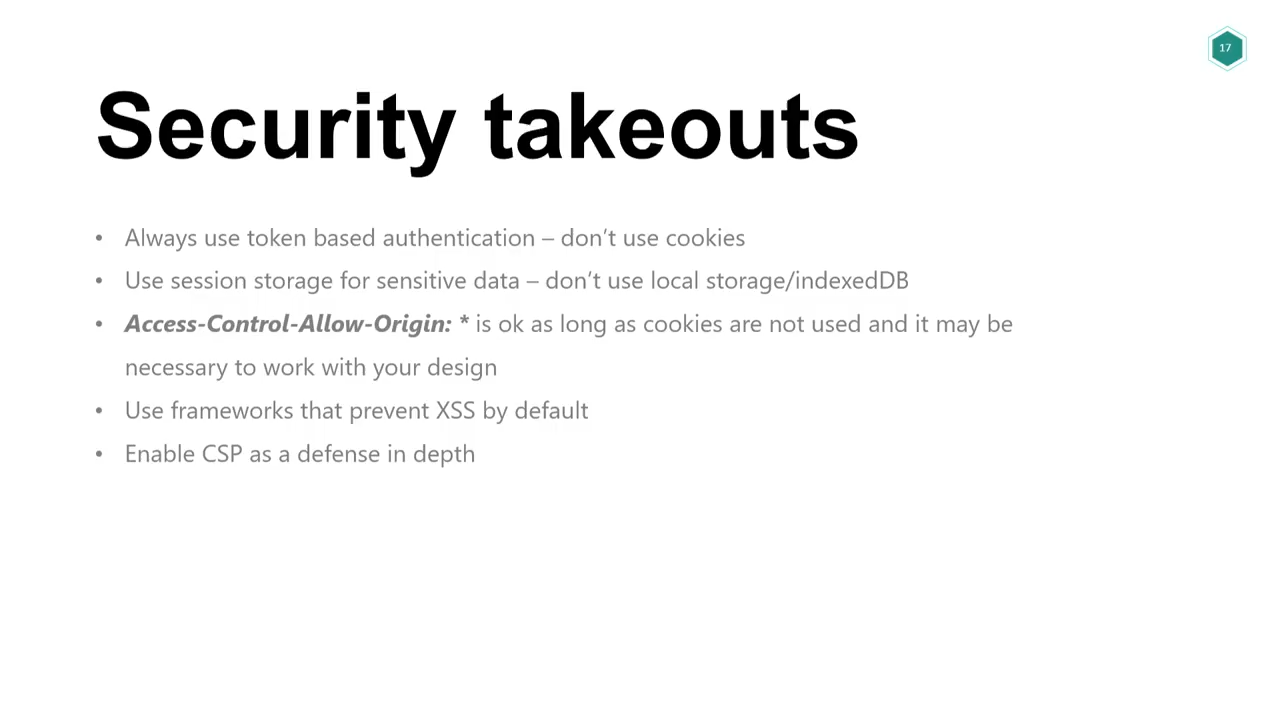 17
Security takeouts
• Always use token based authentication – don’t use cookies
• Use session storage for sensitive data – don’t use local storage/indexedDB
• Access-Control-Allow-Origin: * is ok as long as cookies are not used and it may be
necessary to work with your design
• Use frameworks that prevent XSS by default
• Enable CSP as a defense in depth